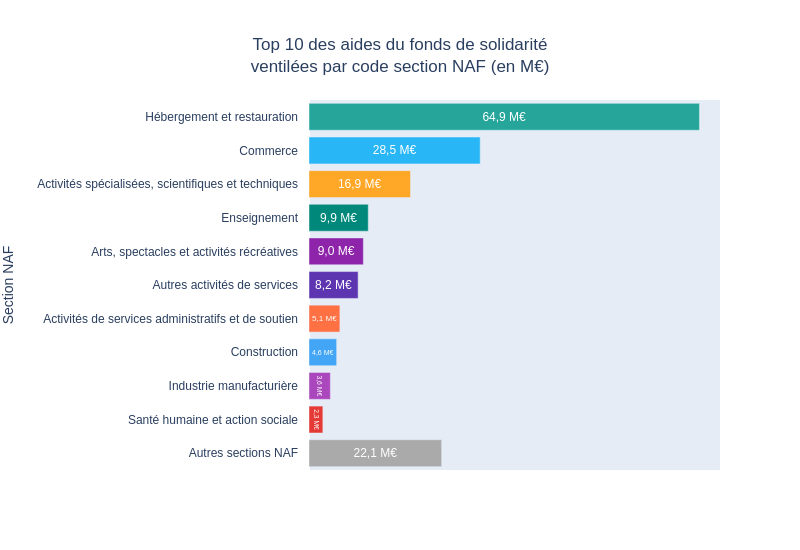 Top 10 des aides du fonds de solidarité
ventilées par code section NAF (en M€)
Section NAF
Hébergement et restauration 64,9 M€
Commerce 28,5 M€
Activités spécialisées, scientifiques et techniques 16,9 M€
Enseignement 9,9 M€
Arts, spectacles et activités récréatives 9,0 M€
Autres activités de services 8,2 M€
Activités de services administratifs et de soutien 5,1 M€
Construction 4,6 M€
Industrie manufacturière 3,6 M€
Santé humaine et action sociale 2,3 M€
Autres sections NAF 22,1 M€